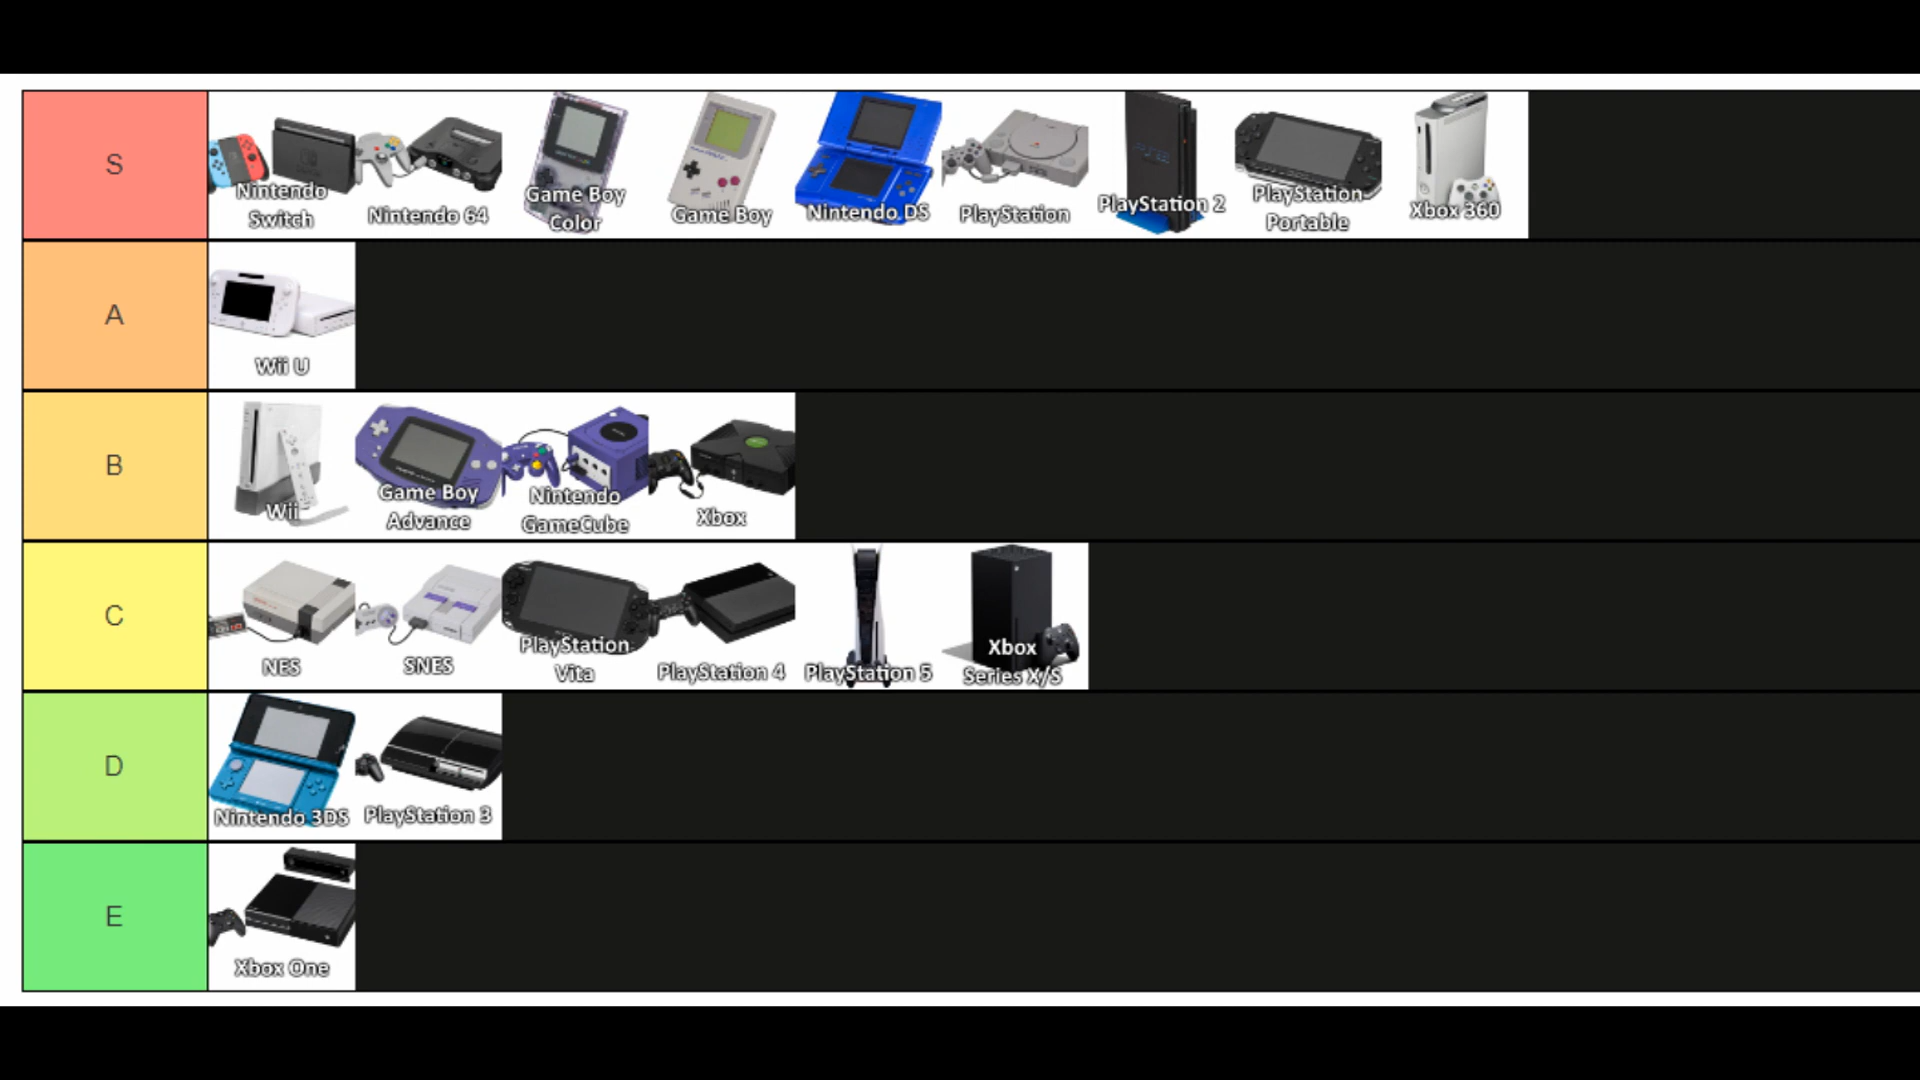 S
Nintendo
Switch
Nintendo 64
Game Boy
Color
Game Boy
Nintendo DS
PlayStation
PlayStation 2
PlayStation
Portable
Xbox 360
A
Wii U
B
Wii
Game Boy
Advance
Nintendo
GameCube
Xbox
C
NES
SNES
PlayStation
Vita
PlayStation 4
PlayStation 5
Xbox
Series X/S
D
Nintendo 3DS
PlayStation 3
E
Xbox One